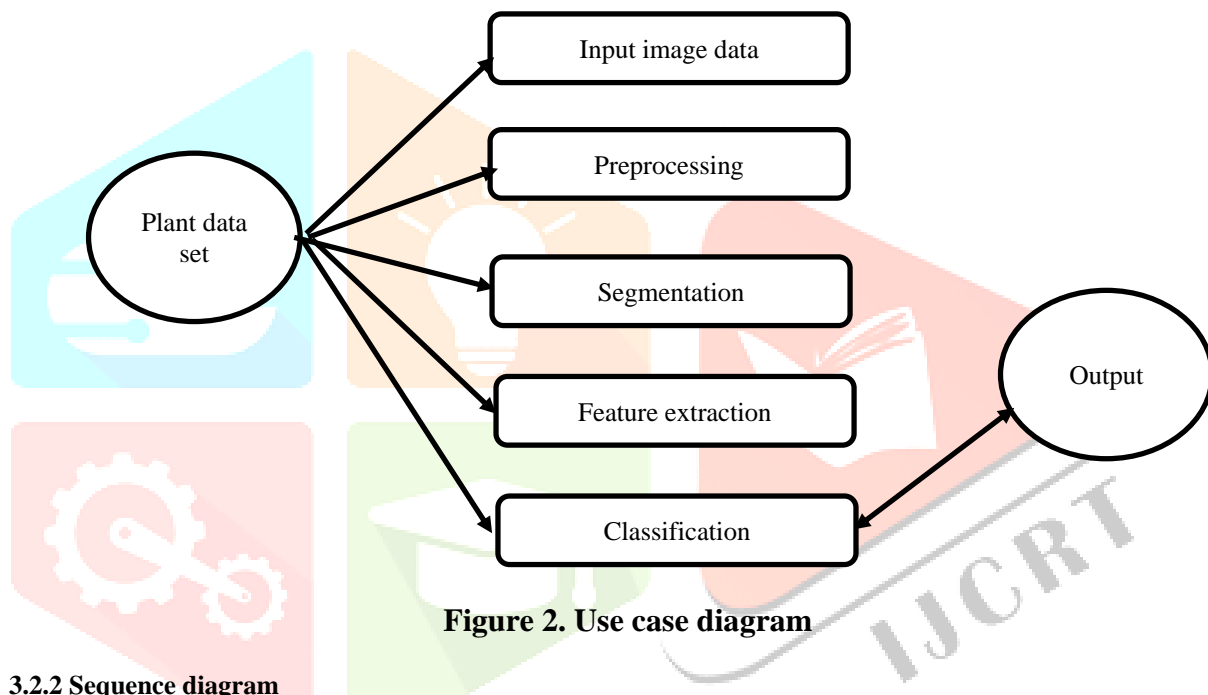 Input image data
Preprocessing
Plant data
set
Segmentation
Output
Feature extraction
Classification
IJCRT
Figure 2. Use case diagram
3.2.2 Sequence diagram